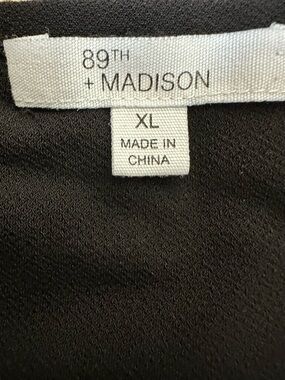 89TH
+ MADISON
XL
MADE IN
CHINA